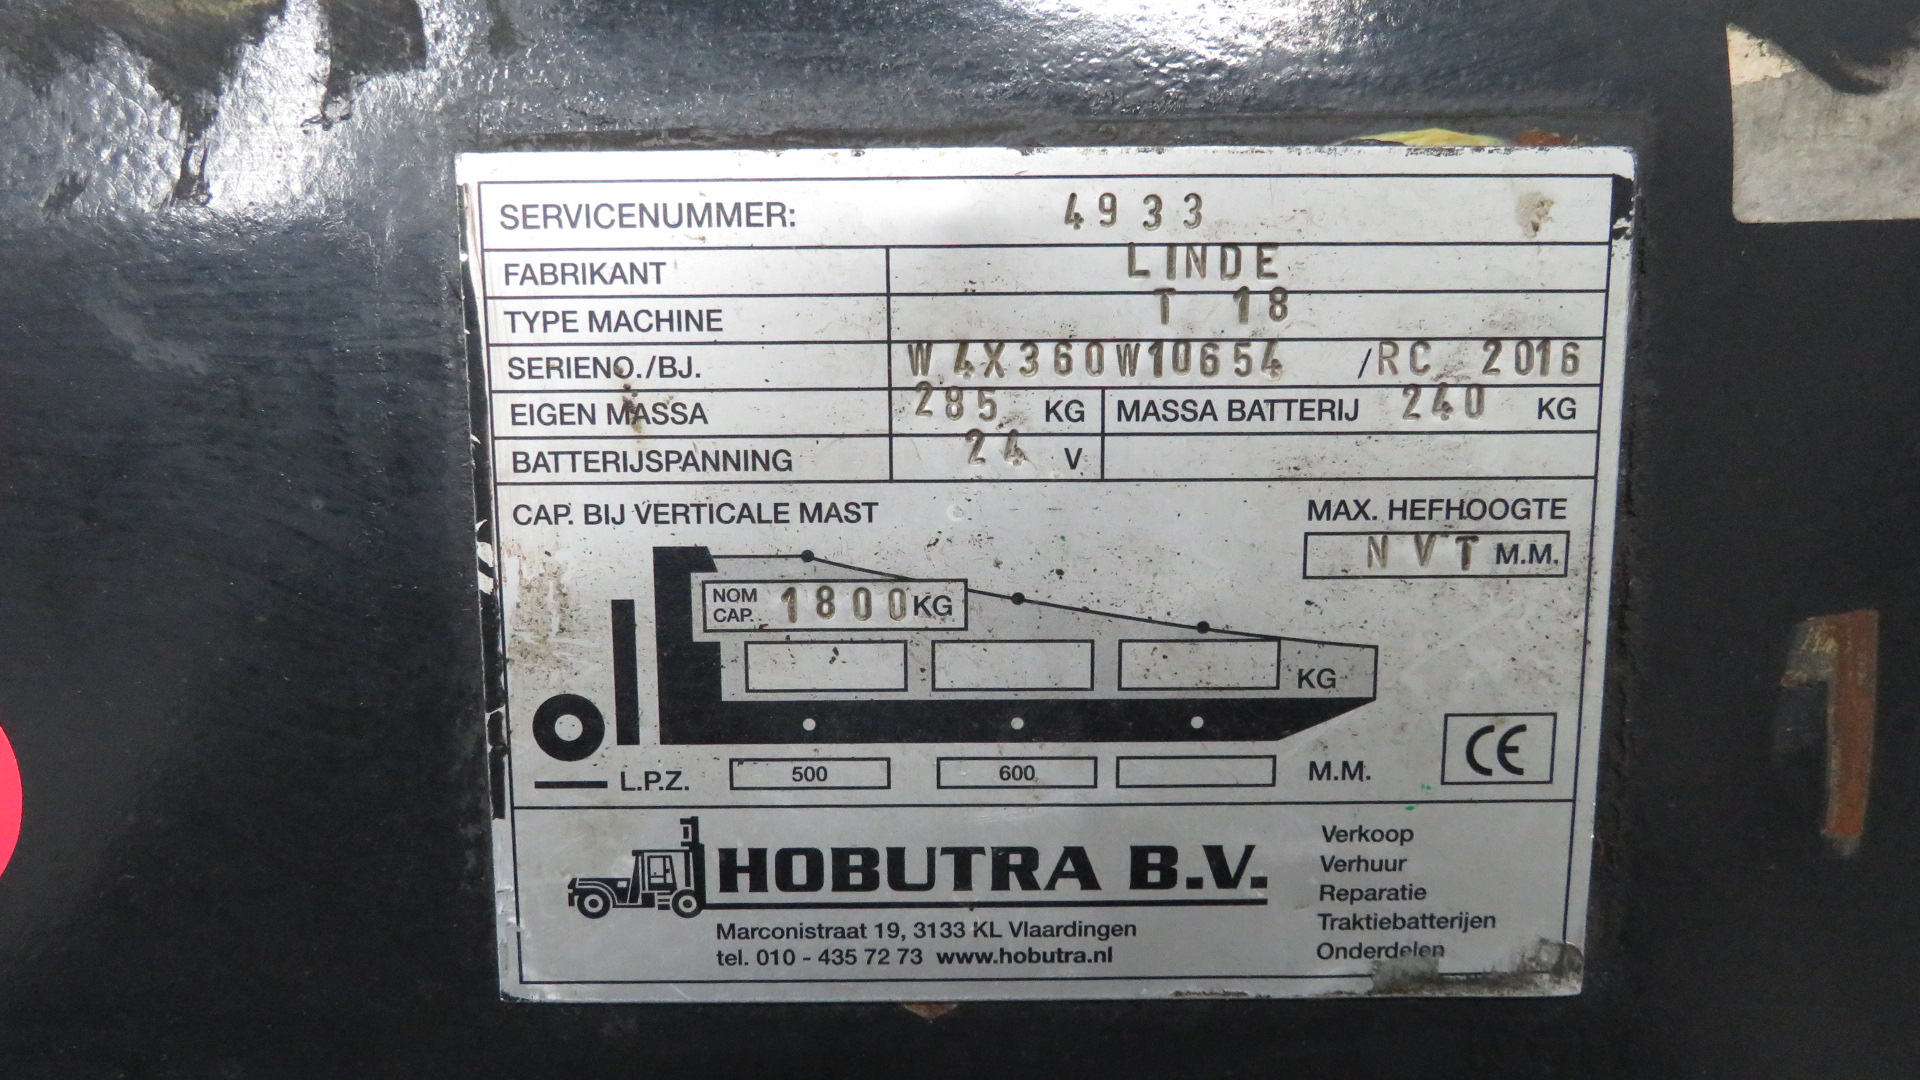 SERVICENUMMER: 4933
FABRIKANT LINDE
TYPE MACHINE T 18
SERIENO./BJ. W4X360W10654 /RC 2016
EIGEN MASSA 285 KG MASSA BATTERIJ 240 KG
BATTERIJSPANNING 24 V
CAP. BIJ VERTICALE MAST MAX. HEFHOOGTE
NVT M.M.
NOM CAP. 1800 KG
KG
L.P.Z. 500 600 M.M.
CE
HOBUTRA B.V.
Marconistraat 19, 3133 KL Vlaardingen
tel. 010 - 435 72 73 www.hobutra.nl
Verkoop
Verhuur
Reparatie
Traktiebatterijen
Onderdelen
1